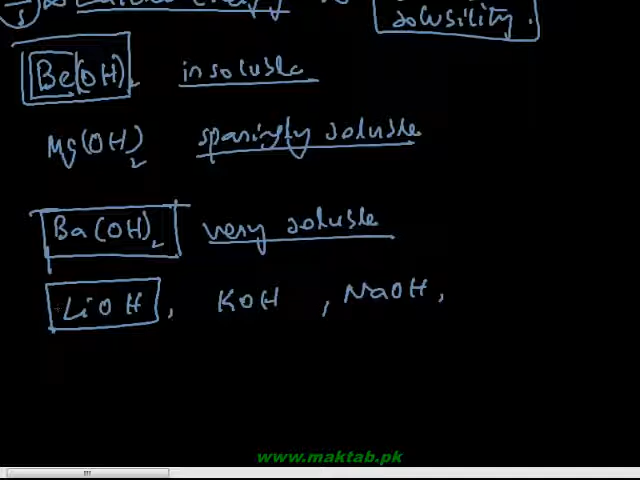 solubility.
Be(OH)₂ insoluble
Mg(OH)₂ sparingly soluble
Ba(OH)₂ very soluble
LiOH, KOH, NaOH,
www.maktab.pk